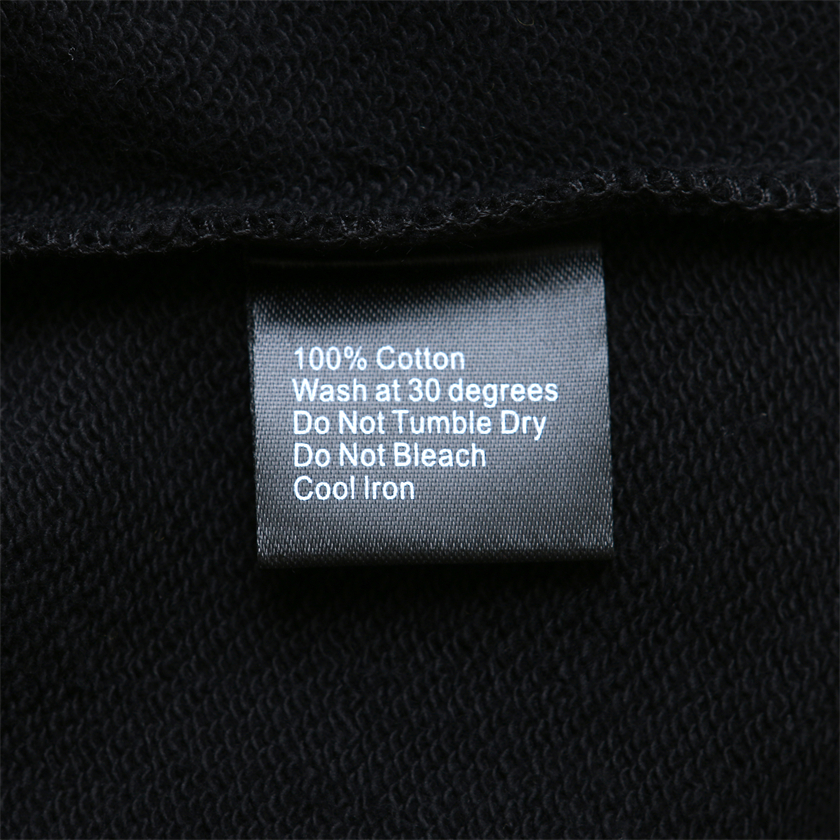 100% Cotton
Wash at 30 degrees
Do Not Tumble Dry
Do Not Bleach
Cool Iron